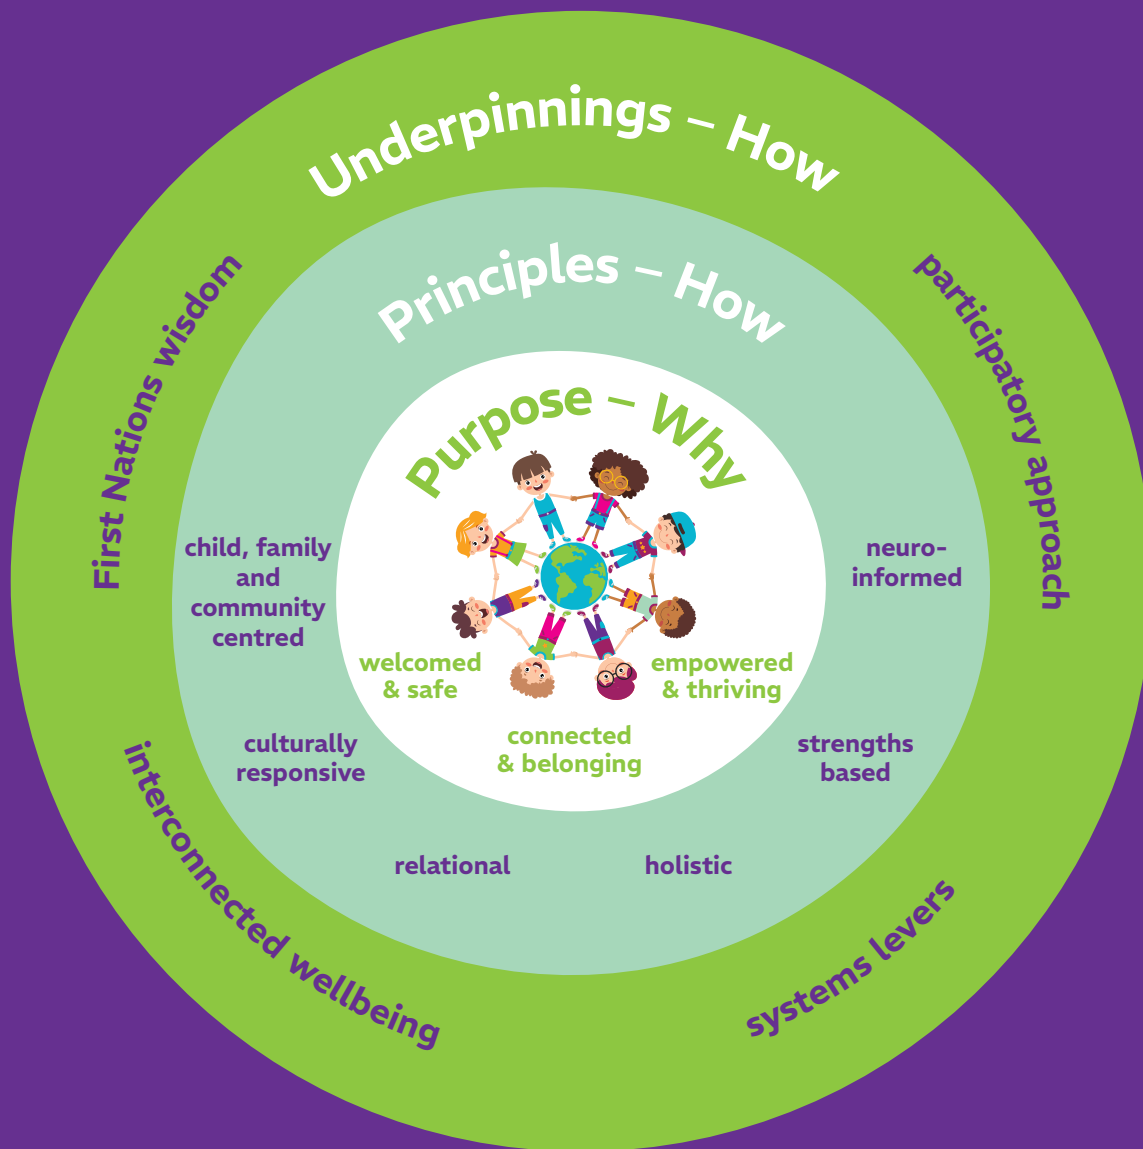 Underpinnings – How
First Nations wisdom
participatory approach
interconnected wellbeing
systems levers
Principles – How
child, family
and
community
centred
culturally
responsive
relational
holistic
strengths
based
neuro-
informed
Purpose – Why
welcomed
& safe
connected
& belonging
empowered
& thriving